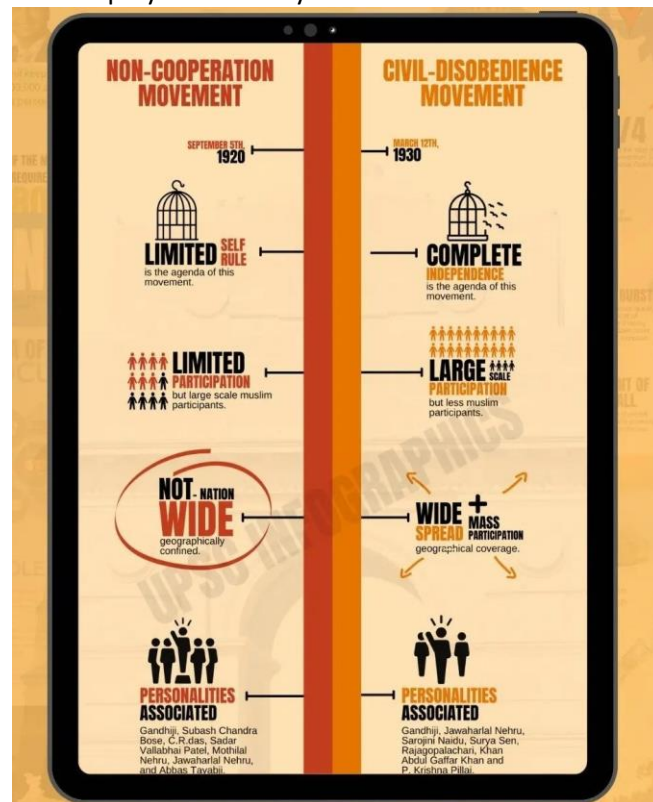 NON-COOPERATION
MOVEMENT
SEPTEMBER 5TH,
1920
LIMITED SELF
RULE
is the agenda of this
movement.
LIMITED
PARTICIPATION
but large scale muslim
participants.
NOT - NATION
WIDE
geographically
confined.
PERSONALITIES
ASSOCIATED
Gandhiji, Subash Chandra
Bose, C.R.das, Sadar
Vallabhai Patel, Mothilal
Nehru, Jawaharlal Nehru,
and Abbas Tayabji.
CIVIL-DISOBEDIENCE
MOVEMENT
MARCH 12TH,
1930
COMPLETE
INDEPENDENCE
is the agenda of this
movement.
LARGE SCALE
PARTICIPATION
but less muslim
participants.
WIDE + MASS
SPREAD PARTICIPATION
geographical coverage.
PERSONALITIES
ASSOCIATED
Gandhiji, Jawaharlal Nehru,
Sarojini Naidu, Surya Sen,
Rajagopalachari, Khan
Abdul Gaffar Khan and
P. Krishna Pillai.
UPSC INFOGRAPHICS